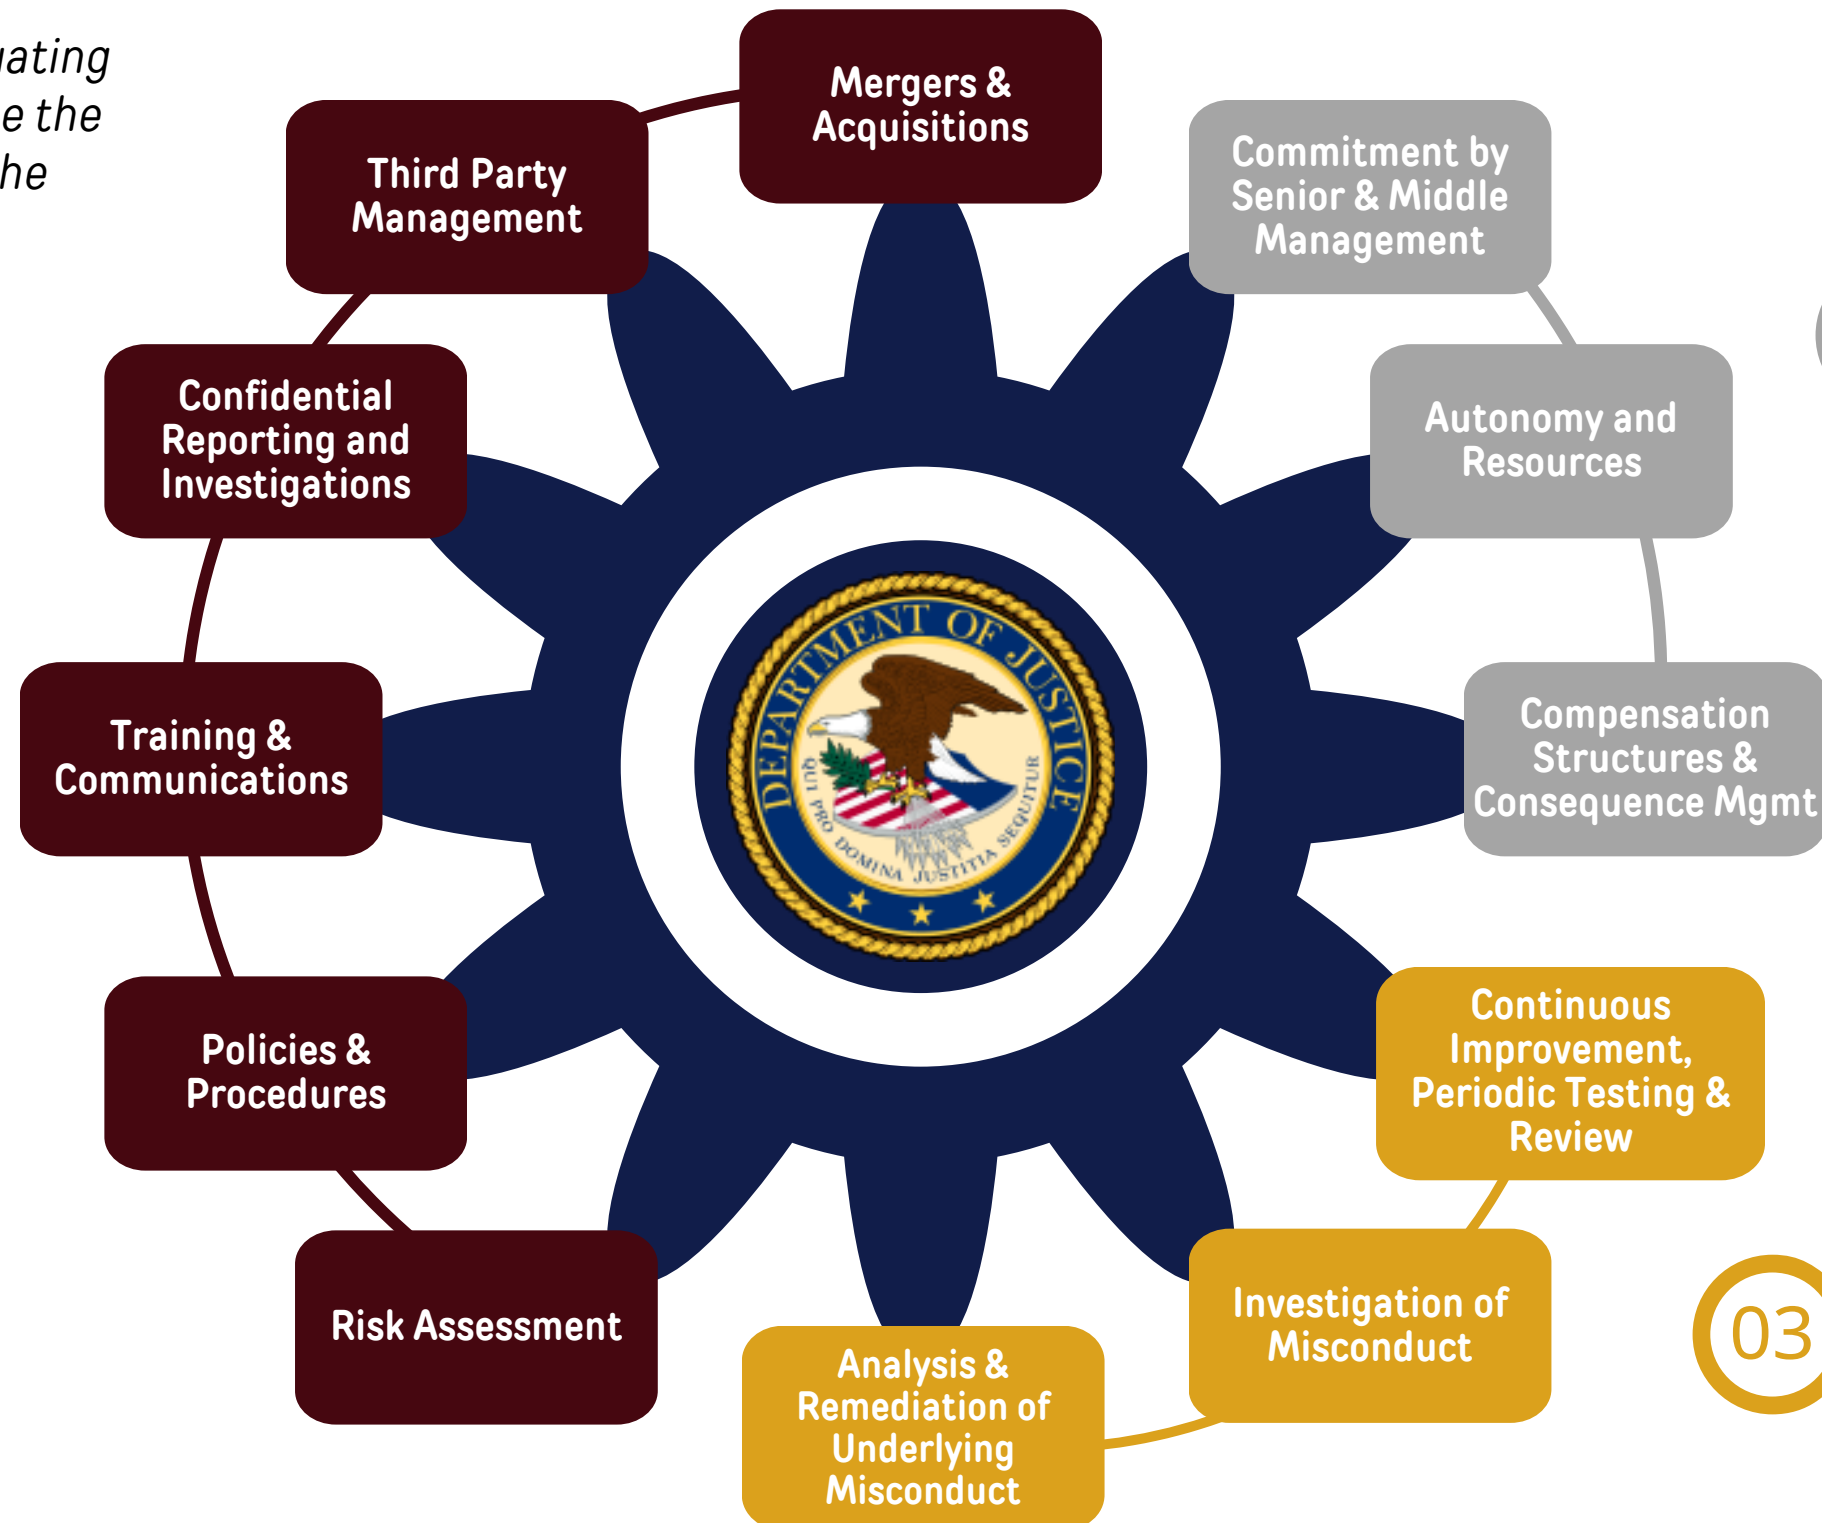 e the
he
Mergers &
Acquisitions
Third Party
Management
Commitment by
Senior & Middle
Management
Confidential
Reporting and
Investigations
Autonomy and
Resources
Training &
Communications
Compensation
Structures &
Consequence Mgmt
Policies &
Procedures
Continuous
Improvement,
Periodic Testing &
Review
Risk Assessment
Investigation of
Misconduct
Analysis &
Remediation of
Underlying
Misconduct
03
DEPARTMENT OF JUSTICE
QUI PRO DOMINA JUSTITIA SEQUITUR